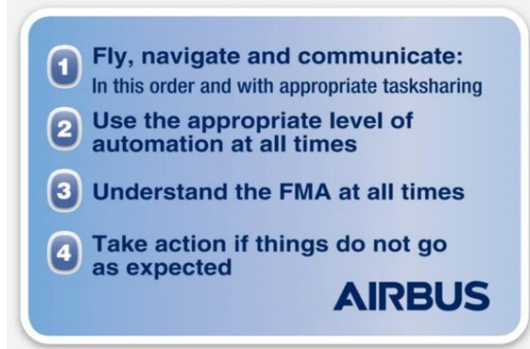 1 Fly, navigate and communicate:
In this order and with appropriate tasksharing
2 Use the appropriate level of
automation at all times
3 Understand the FMA at all times
4 Take action if things do not go
as expected
AIRBUS